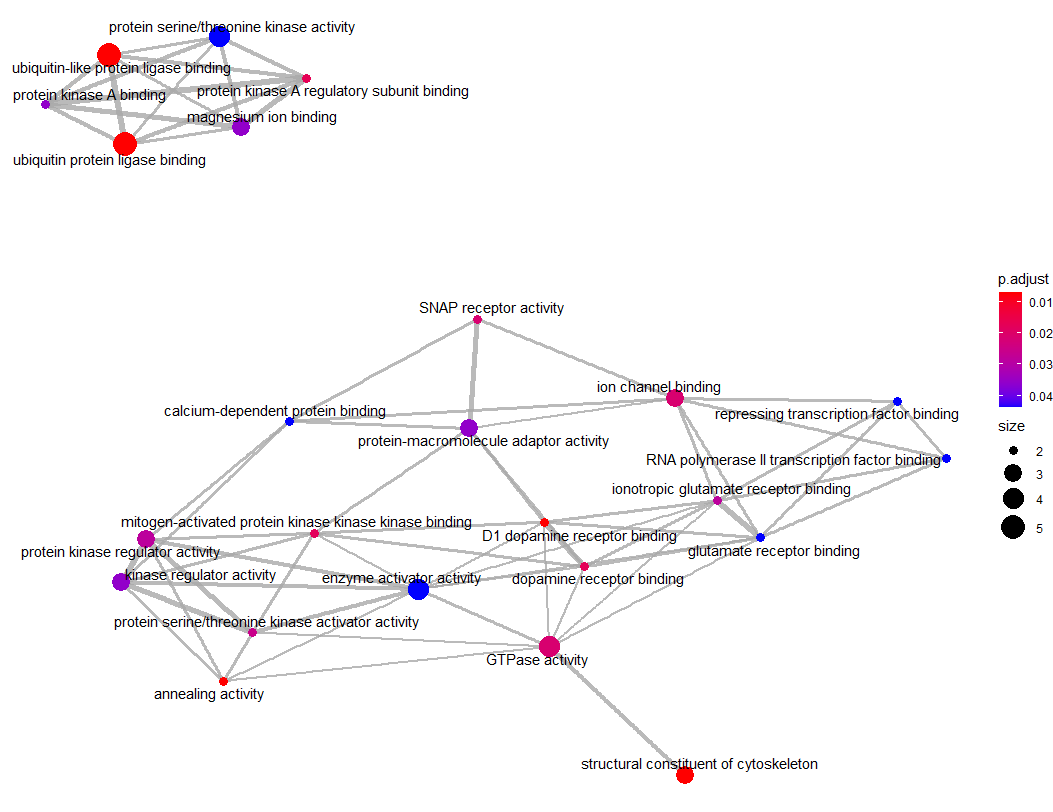 protein serine/threonine kinase activity
ubiquitin-like protein ligase binding
protein kinase A binding
protein kinase A regulatory subunit binding
magnesium ion binding
ubiquitin protein ligase binding
SNAP receptor activity
ion channel binding
calcium-dependent protein binding
repressing transcription factor binding
protein-macromolecule adaptor activity
RNA polymerase II transcription factor binding
ionotropic glutamate receptor binding
mitogen-activated protein kinase kinase kinase binding
D1 dopamine receptor binding
protein kinase regulator activity
glutamate receptor binding
kinase regulator activity
enzyme activator activity
dopamine receptor binding
protein serine/threonine kinase activator activity
GTPase activity
annealing activity
structural constituent of cytoskeleton
p.adjust
0.01
0.02
0.03
0.04
size
2
3
4
5